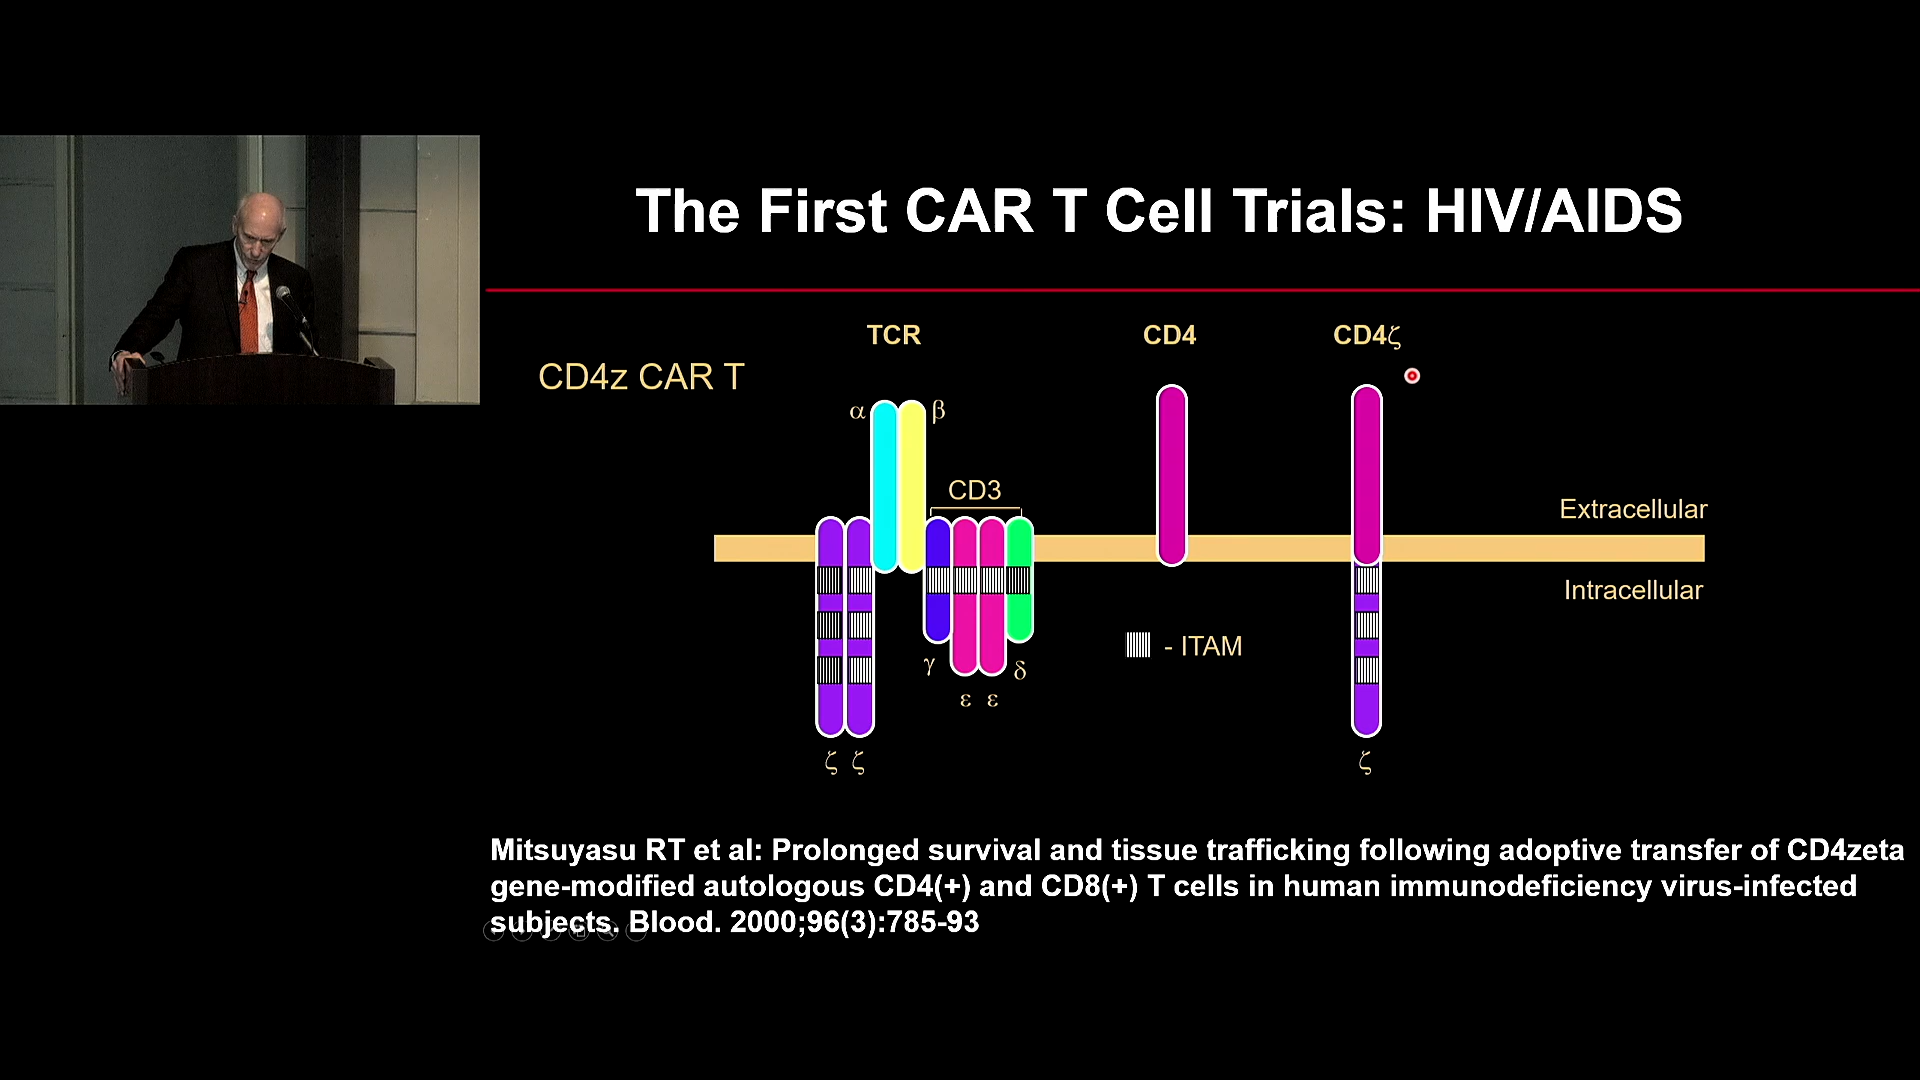 The First CAR T Cell Trials: HIV/AIDS
TCR
CD4
CD4ζ
CD4z CAR T
α
β
CD3
Extracellular
Intracellular
- ITAM
γ
δ
ε ε
ζ ζ
ζ
Mitsuyasu RT et al: Prolonged survival and tissue trafficking following adoptive transfer of CD4zeta
gene-modified autologous CD4(+) and CD8(+) T cells in human immunodeficiency virus-infected
subjects. Blood. 2000;96(3):785-93